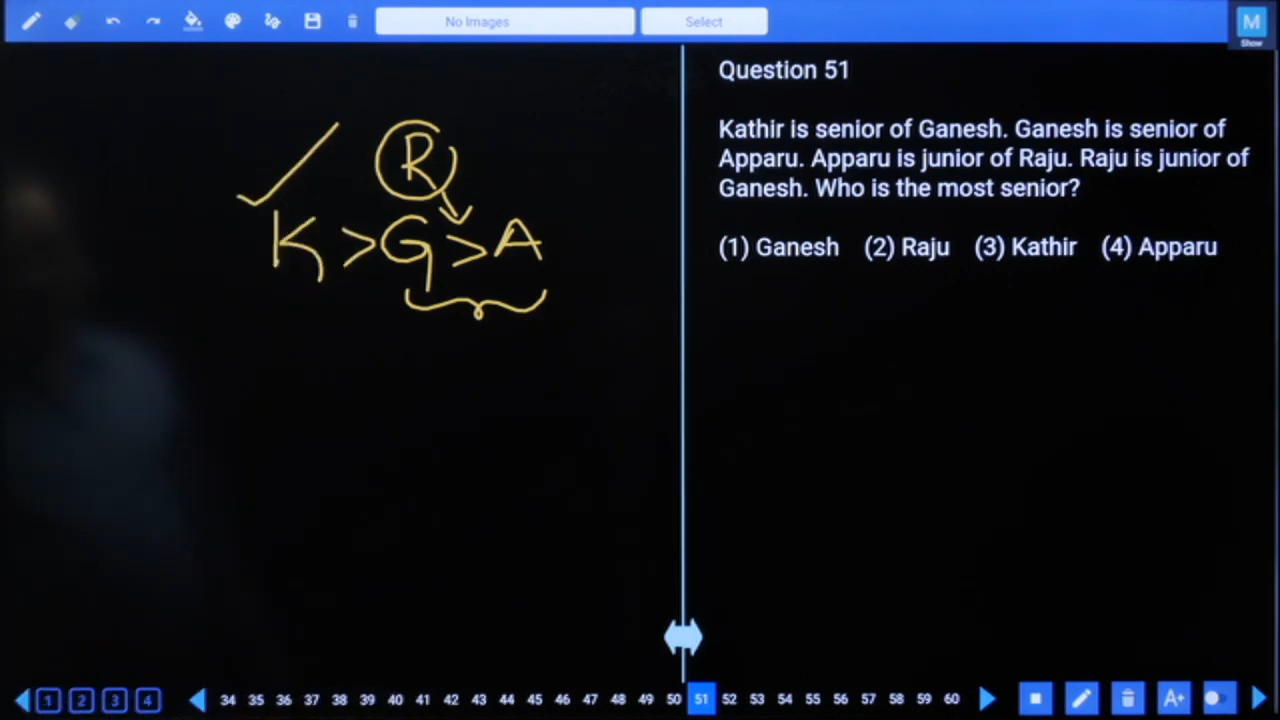 No Images
Select
M
Show
R
K > G > A
Question 51
Kathir is senior of Ganesh. Ganesh is senior of
Apparu. Apparu is junior of Raju. Raju is junior of
Ganesh. Who is the most senior?
(1) Ganesh (2) Raju (3) Kathir (4) Apparu
1 2 3 4 34 35 36 37 38 39 40 41 42 43 44 45 46 47 48 49 50 51 52 53 54 55 56 57 58 59 60 A+